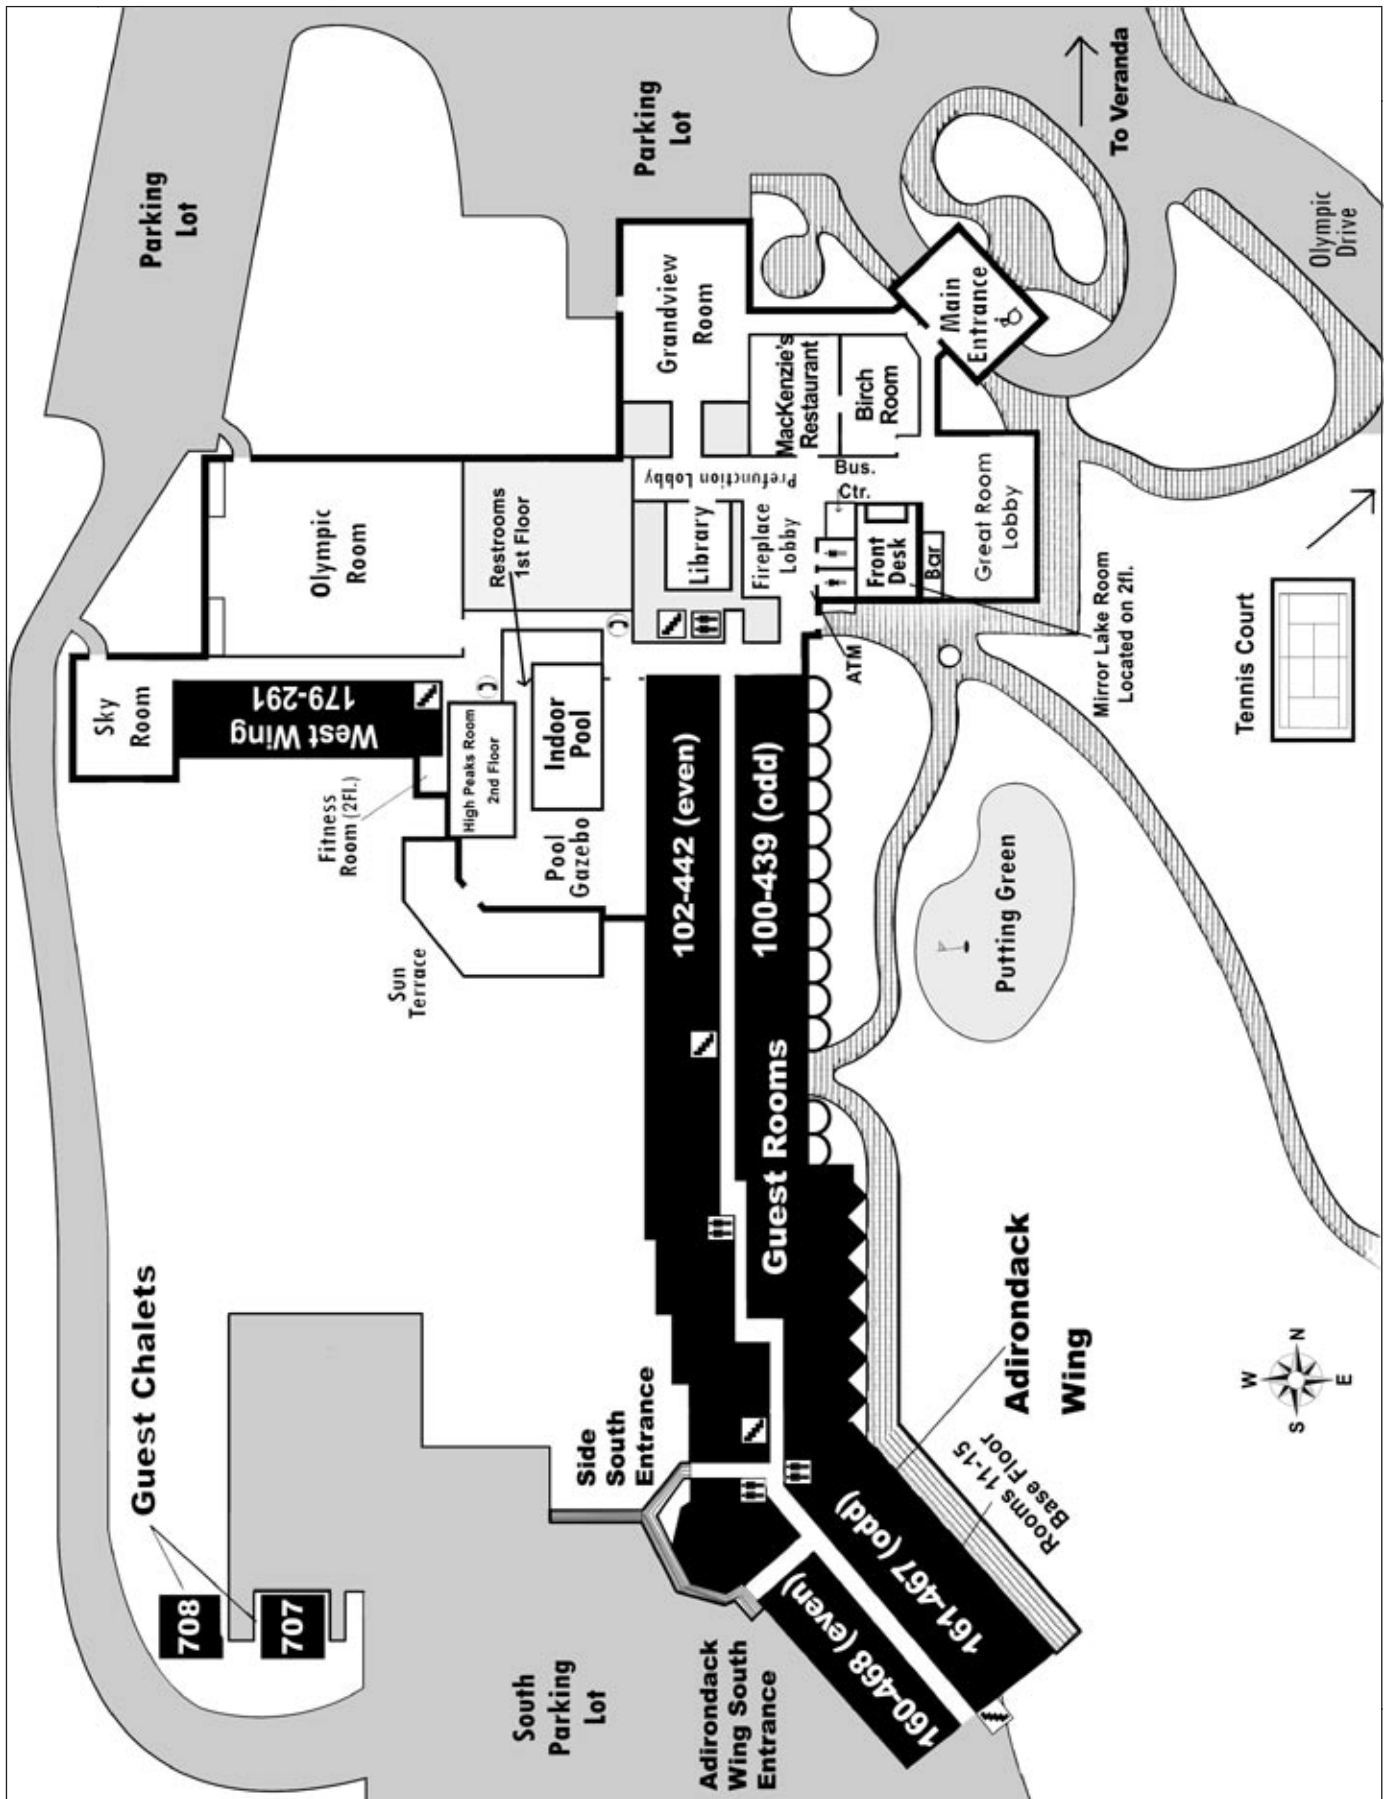 Parking
Lot
Parking
Lot
To Veranda
Olympic
Drive
Grandview
Room
Main
Entrance
MacKenzie's
Restaurant
Birch
Room
Prefunction Lobby
Bus.
Ctr.
Great Room
Lobby
Olympic
Room
Restrooms
1st Floor
Library
Fireplace
Lobby
Front
Desk
Bar
Mirror Lake Room
Located on 2fl.
ATM
Tennis Court
Sky
Room
West Wing
179-291
Fitness
Room (2Fl.)
High Peaks Room
2nd Floor
Indoor
Pool
Pool
Gazebo
Sun
Terrace
102-442 (even)
100-439 (odd)
Guest Rooms
Putting Green
Guest Chalets
708
707
Side
South
Entrance
Adirondack
Wing
Rooms 11-15
Base Floor
161-467 (odd)
160-468 (even)
South
Parking
Lot
Adirondack
Wing South
Entrance
W
N
S
E